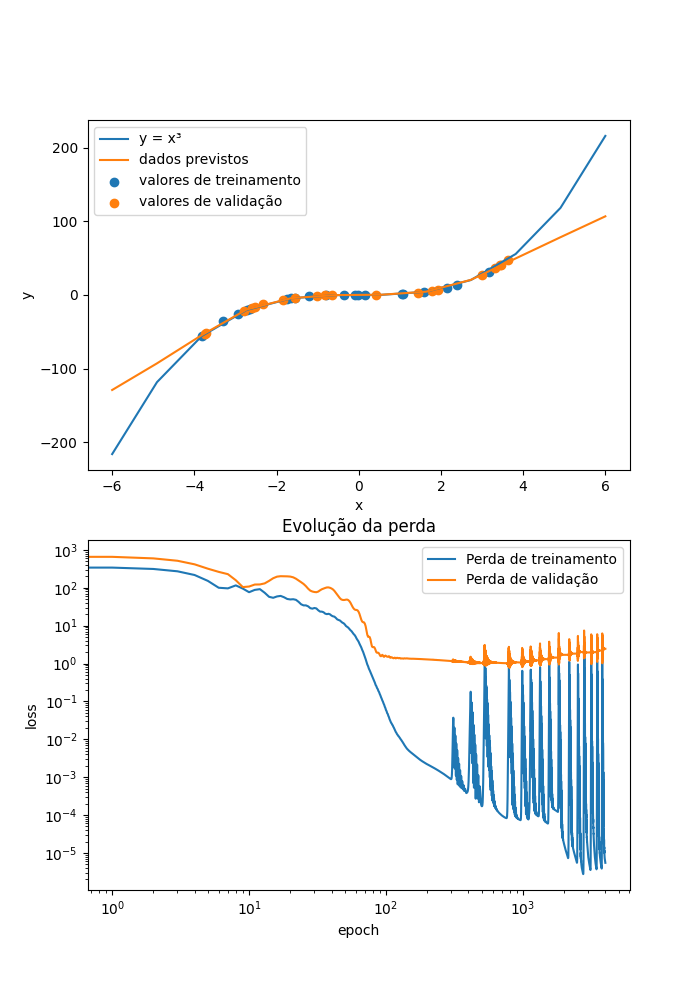 y = x³
dados previstos
valores de treinamento
valores de validação
200
100
0
−100
−200
y
−6 −4 −2 0 2 4 6
x
Evolução da perda
Perda de treinamento
Perda de validação
10³
10²
10¹
10⁰
10⁻¹
10⁻²
10⁻³
10⁻⁴
10⁻⁵
loss
10⁰ 10¹ 10² 10³
epoch